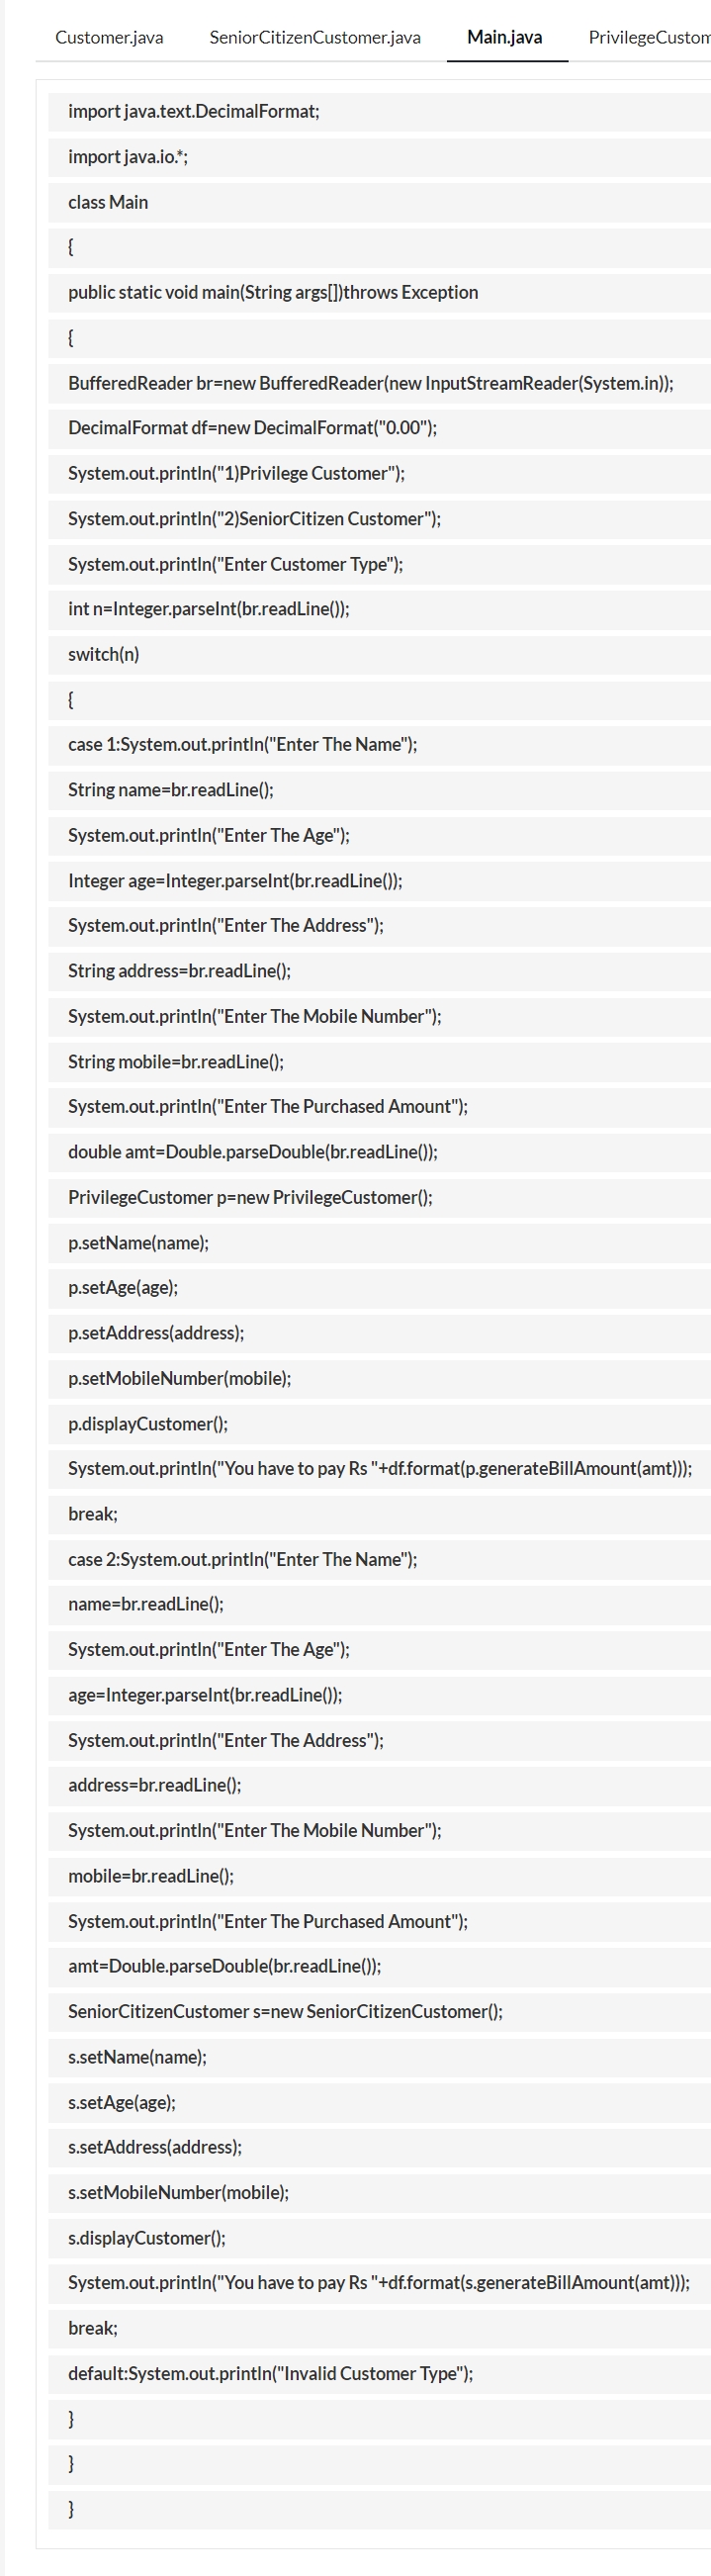 Customer.java SeniorCitizenCustomer.java Main.java PrivilegeCustom
import java.text.DecimalFormat;
import java.io.*;
class Main
{
public static void main(String args[])throws Exception
{
BufferedReader br=new BufferedReader(new InputStreamReader(System.in));
DecimalFormat df=new DecimalFormat("0.00");
System.out.println("1)Privilege Customer");
System.out.println("2)SeniorCitizen Customer");
System.out.println("Enter Customer Type");
int n=Integer.parseInt(br.readLine());
switch(n)
{
case 1:System.out.println("Enter The Name");
String name=br.readLine();
System.out.println("Enter The Age");
Integer age=Integer.parseInt(br.readLine());
System.out.println("Enter The Address");
String address=br.readLine();
System.out.println("Enter The Mobile Number");
String mobile=br.readLine();
System.out.println("Enter The Purchased Amount");
double amt=Double.parseDouble(br.readLine());
PrivilegeCustomer p=new PrivilegeCustomer();
p.setName(name);
p.setAge(age);
p.setAddress(address);
p.setMobileNumber(mobile);
p.displayCustomer();
System.out.println("You have to pay Rs "+df.format(p.generateBillAmount(amt)));
break;
case 2:System.out.println("Enter The Name");
name=br.readLine();
System.out.println("Enter The Age");
age=Integer.parseInt(br.readLine());
System.out.println("Enter The Address");
address=br.readLine();
System.out.println("Enter The Mobile Number");
mobile=br.readLine();
System.out.println("Enter The Purchased Amount");
amt=Double.parseDouble(br.readLine());
SeniorCitizenCustomer s=new SeniorCitizenCustomer();
s.setName(name);
s.setAge(age);
s.setAddress(address);
s.setMobileNumber(mobile);
s.displayCustomer();
System.out.println("You have to pay Rs "+df.format(s.generateBillAmount(amt)));
break;
default:System.out.println("Invalid Customer Type");
}
}
}